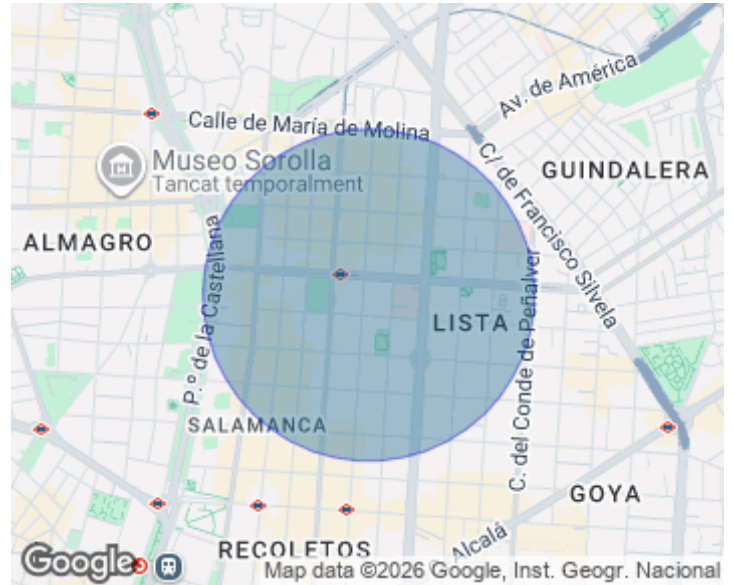 Av. de América
Calle de María de Molina
Museo Sorolla
Tancat temporalment
C/ de Francisco Silvela
GUINDALERA
ALMAGRO
P.º de la Castellana
LISTA
C. del Conde de Peñalver
SALAMANCA
GOYA
Alcalá
RECOLETOS
Google
Map data ©2026 Google, Inst. Geogr. Nacional